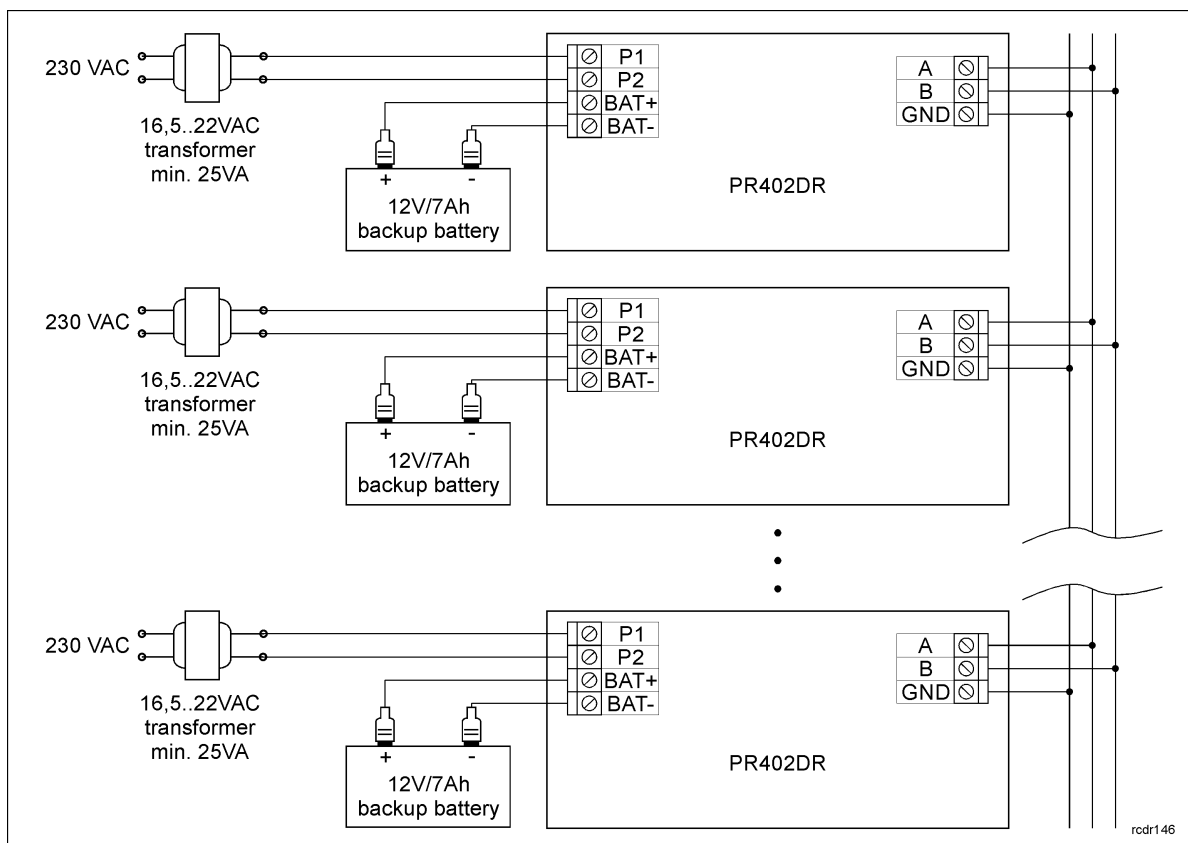 230 VAC
16,5..22VAC
transformer
min. 25VA
P1
P2
BAT+
BAT-
+ -
12V/7Ah
backup battery
PR402DR
A
B
GND
230 VAC
16,5..22VAC
transformer
min. 25VA
P1
P2
BAT+
BAT-
+ -
12V/7Ah
backup battery
PR402DR
A
B
GND
230 VAC
16,5..22VAC
transformer
min. 25VA
P1
P2
BAT+
BAT-
+ -
12V/7Ah
backup battery
PR402DR
A
B
GND
rcdr146